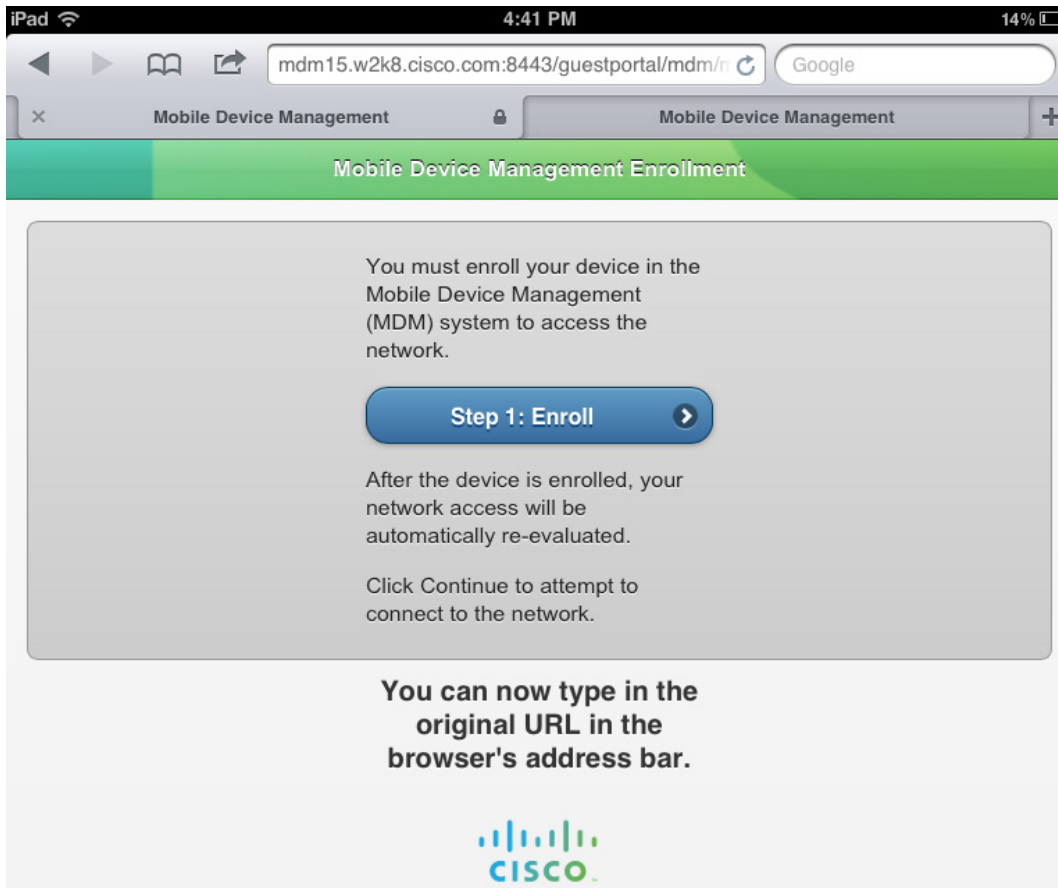 iPad 4:41 PM 14%
mdm15.w2k8.cisco.com:8443/guestportal/mdm/ Google
Mobile Device Management Mobile Device Management
Mobile Device Management Enrollment
You must enroll your device in the
Mobile Device Management
(MDM) system to access the
network.
Step 1: Enroll
After the device is enrolled, your
network access will be
automatically re-evaluated.
Click Continue to attempt to
connect to the network.
You can now type in the
original URL in the
browser's address bar.
CISCO